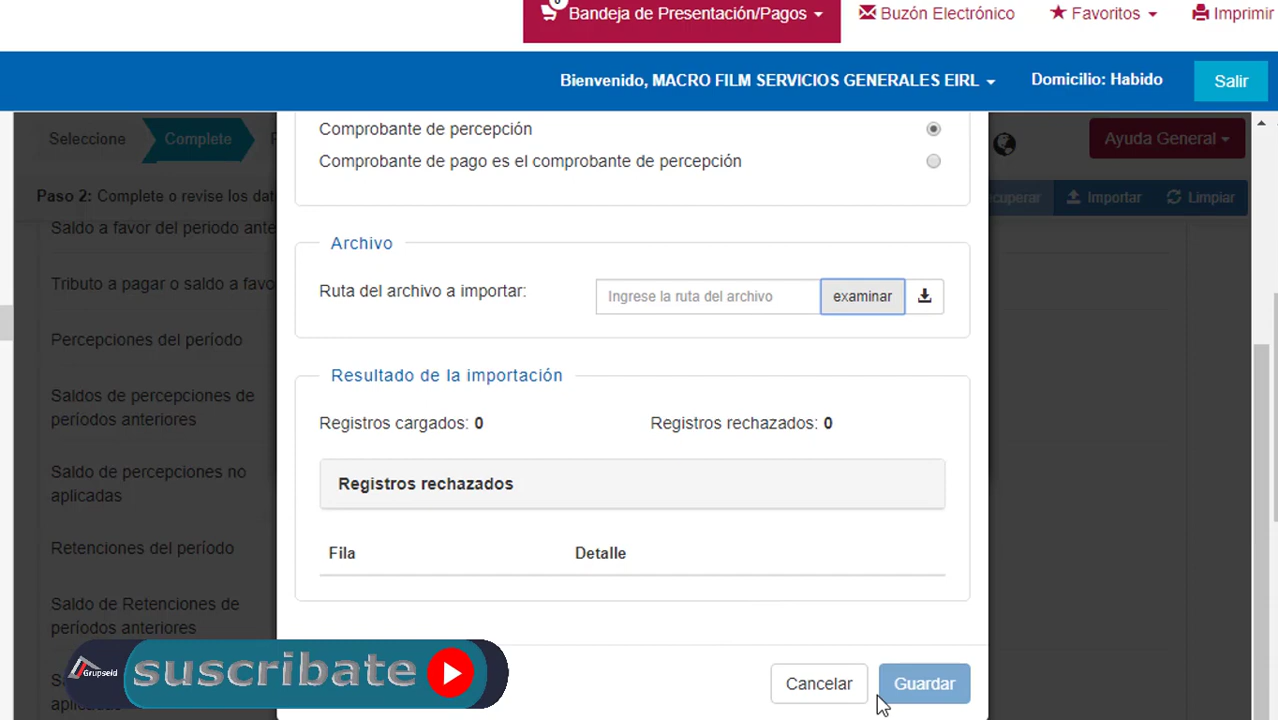 0
Bandeja de Presentación/Pagos
Buzón Electrónico
Favoritos
Imprimir
Bienvenido, MACRO FILM SERVICIOS GENERALES EIRL
Domicilio: Habido
Salir
Seleccione
Complete
Ayuda General
Paso 2: Complete o revise los dat
cuperar
Importar
Limpiar
Saldo a favor del periodo ante
Tributo a pagar o saldo a favo
Percepciones del período
Saldos de percepciones de
períodos anteriores
Saldo de percepciones no
aplicadas
Retenciones del período
Saldo de Retenciones de
períodos anteriores
Comprobante de percepción
Comprobante de pago es el comprobante de percepción
Archivo
Ruta del archivo a importar:
Ingrese la ruta del archivo
examinar
Resultado de la importación
Registros cargados: 0
Registros rechazados: 0
Registros rechazados
Fila
Detalle
Cancelar
Guardar
Grupseid
suscribate